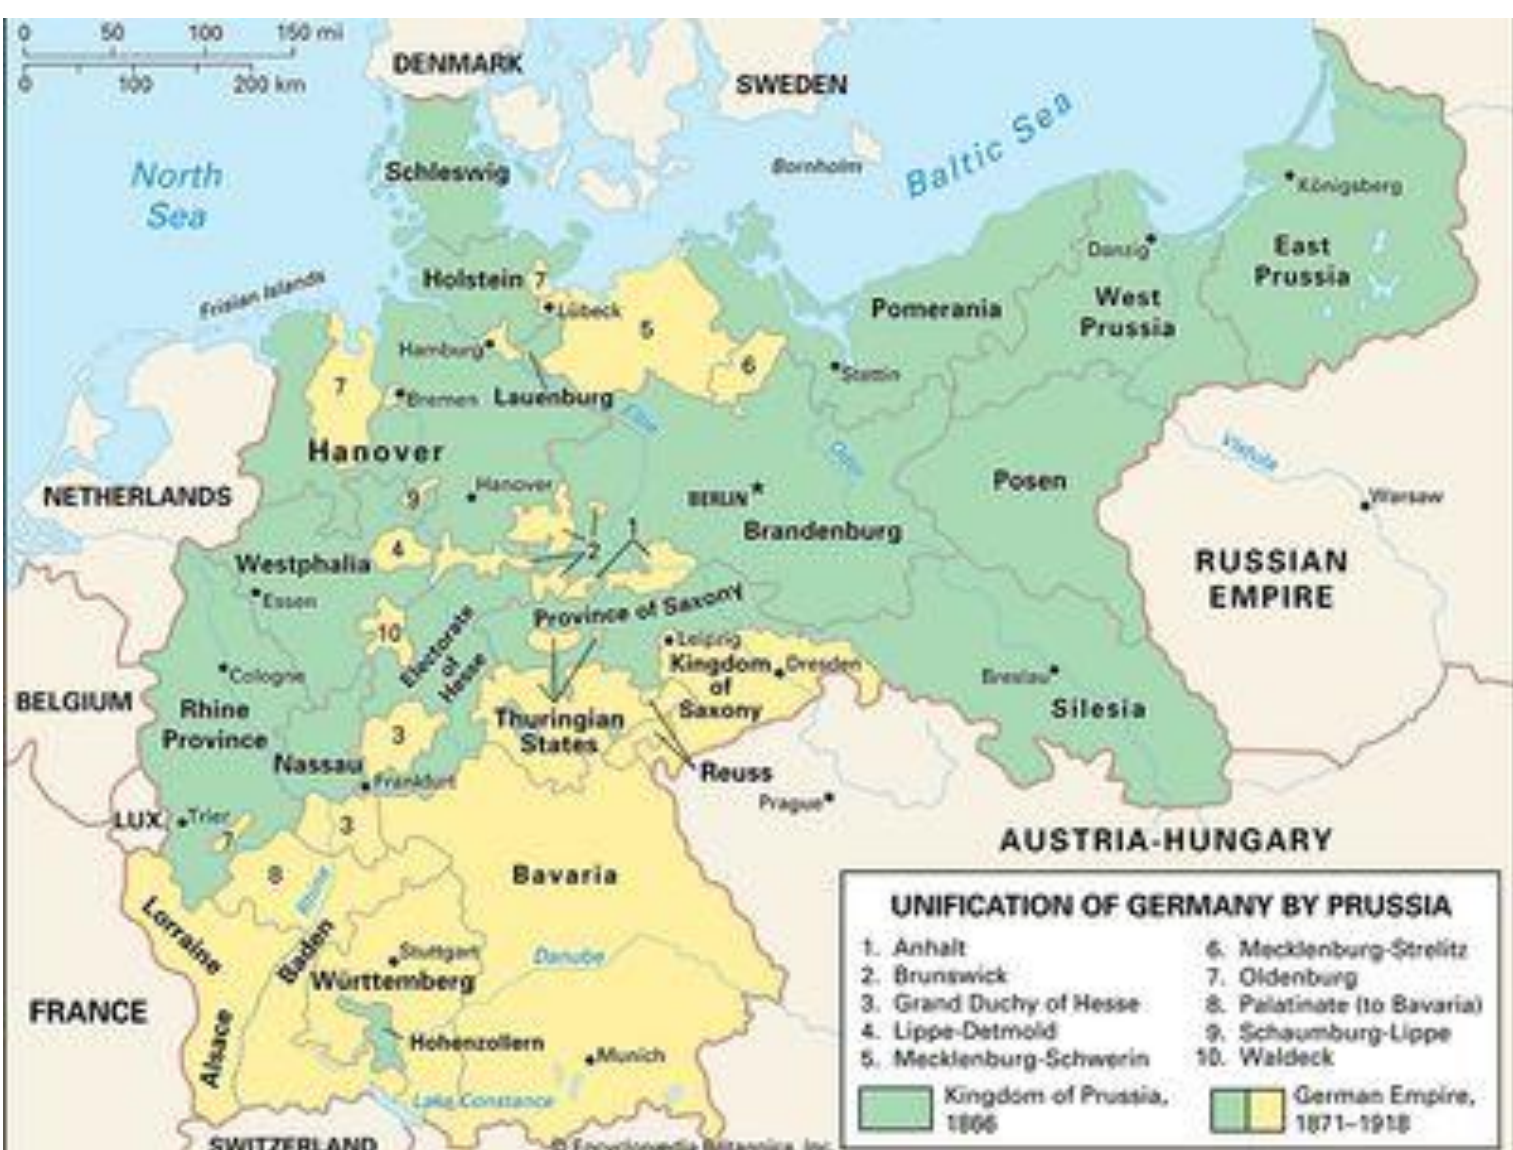 0 50 100 150 mi
0 100 200 km
DENMARK
SWEDEN
North
Sea
Baltic Sea
Schleswig
Bornholm
Königsberg
Danzig
East
Prussia
Holstein
7
Frisian Islands
Lübeck
5
Pomerania
West
Prussia
Hamburg
6
Stettin
7
Bremen
Lauenburg
Elbe
Hanover
Oder
Vistula
NETHERLANDS
9
Hanover
BERLIN
Posen
Warsaw
Brandenburg
4
2
1
Westphalia
RUSSIAN
EMPIRE
Essen
10
Electorate
of
Hesse
Province of Saxony
Leipzig
Kingdom
of
Saxony
Dresden
Cologne
Breslau
BELGIUM
Rhine
Province
Silesia
Thuringian
States
3
Nassau
Reuss
Frankfurt
Prague
LUX.
Trier
7
3
AUSTRIA-HUNGARY
8
Rhine
Bavaria
Lorraine
Baden
Stuttgart
Danube
Württemberg
FRANCE
Alsace
Hohenzollern
Munich
Lake Constance
SWITZERLAND
© Encyclopædia Britannica, Inc.
UNIFICATION OF GERMANY BY PRUSSIA
1. Anhalt
2. Brunswick
3. Grand Duchy of Hesse
4. Lippe-Detmold
5. Mecklenburg-Schwerin
6. Mecklenburg-Strelitz
7. Oldenburg
8. Palatinate (to Bavaria)
9. Schaumburg-Lippe
10. Waldeck
Kingdom of Prussia,
1866
German Empire,
1871–1918